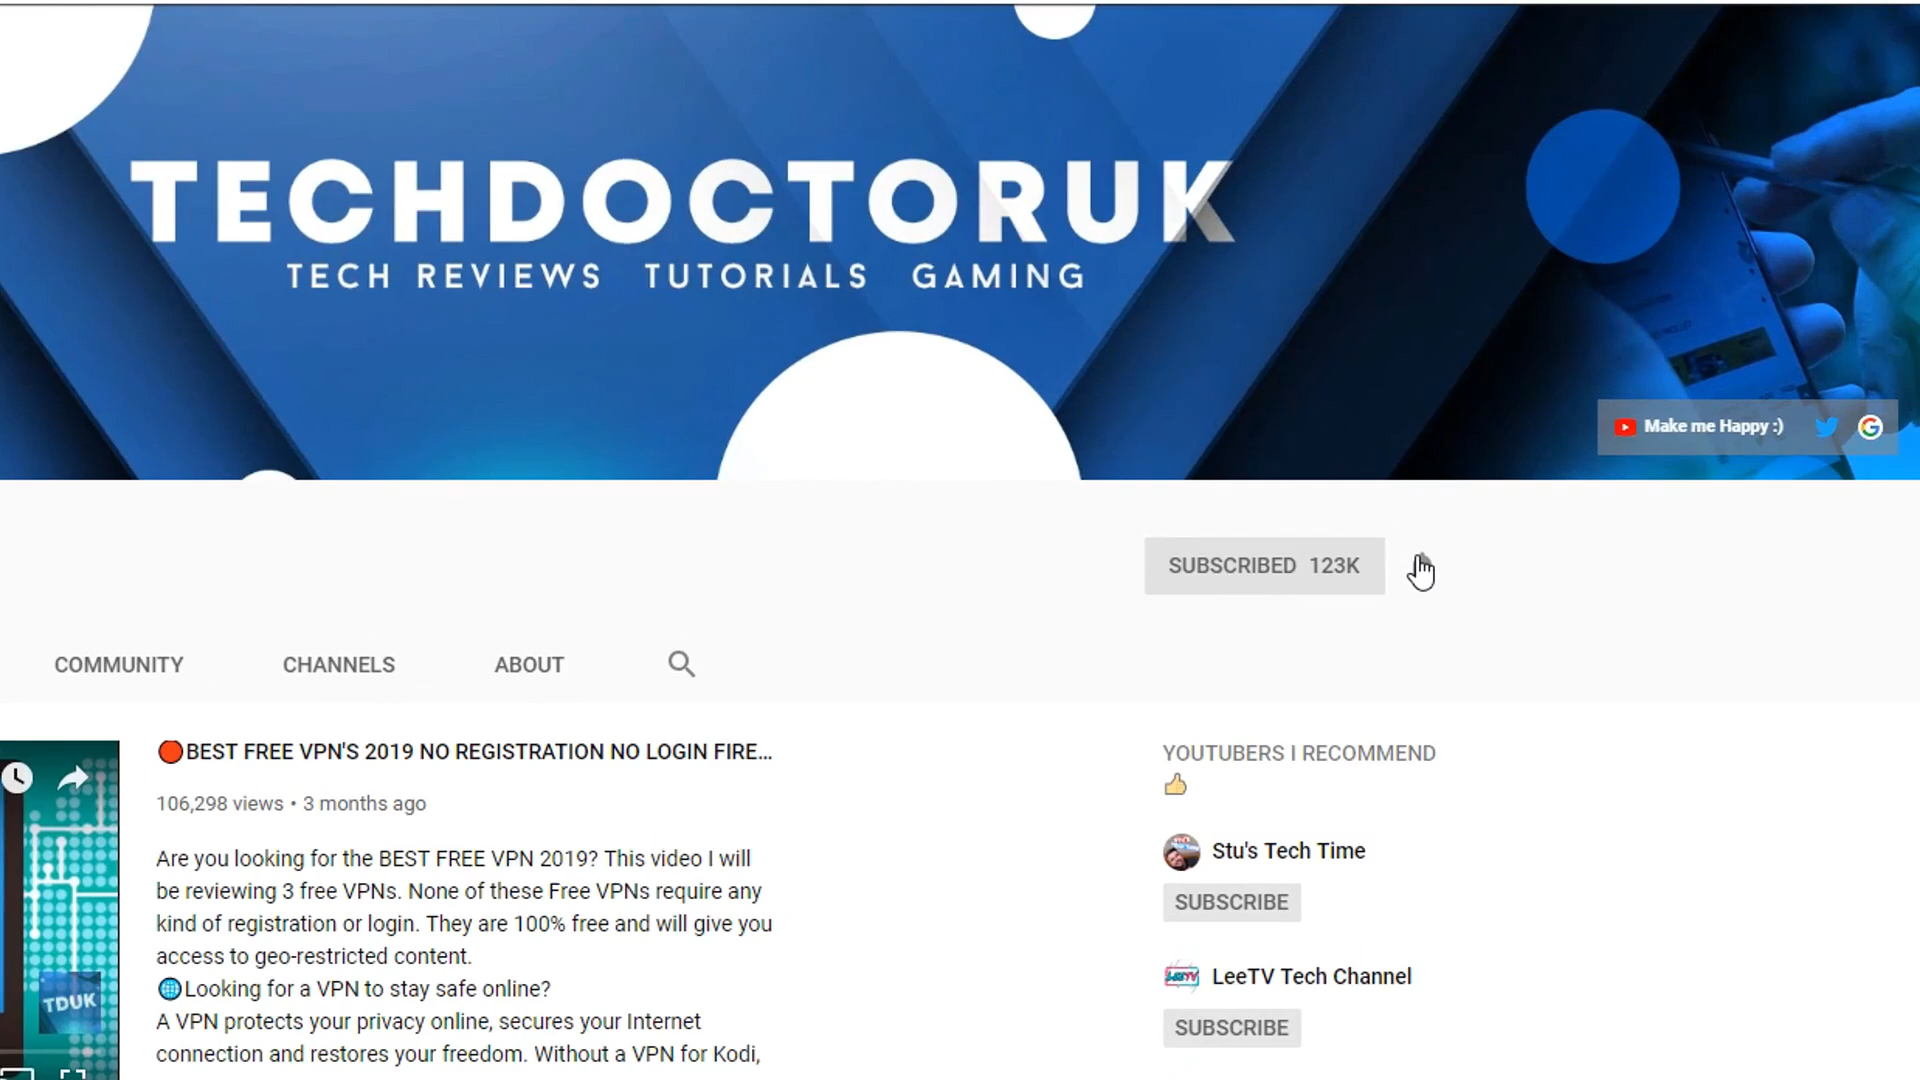 TECHDOCTORUK
TECH REVIEWS TUTORIALS GAMING
Make me Happy :)
SUBSCRIBED 123K
COMMUNITY
CHANNELS
ABOUT
BEST FREE VPN'S 2019 NO REGISTRATION NO LOGIN FIRE...
106,298 views • 3 months ago
Are you looking for the BEST FREE VPN 2019? This video I will
be reviewing 3 free VPNs. None of these Free VPNs require any
kind of registration or login. They are 100% free and will give you
access to geo-restricted content.
Looking for a VPN to stay safe online?
A VPN protects your privacy online, secures your Internet
connection and restores your freedom. Without a VPN for Kodi,
TDUK
YOUTUBERS I RECOMMEND
👍
Stu's Tech Time
SUBSCRIBE
LEETV
LeeTV Tech Channel
SUBSCRIBE